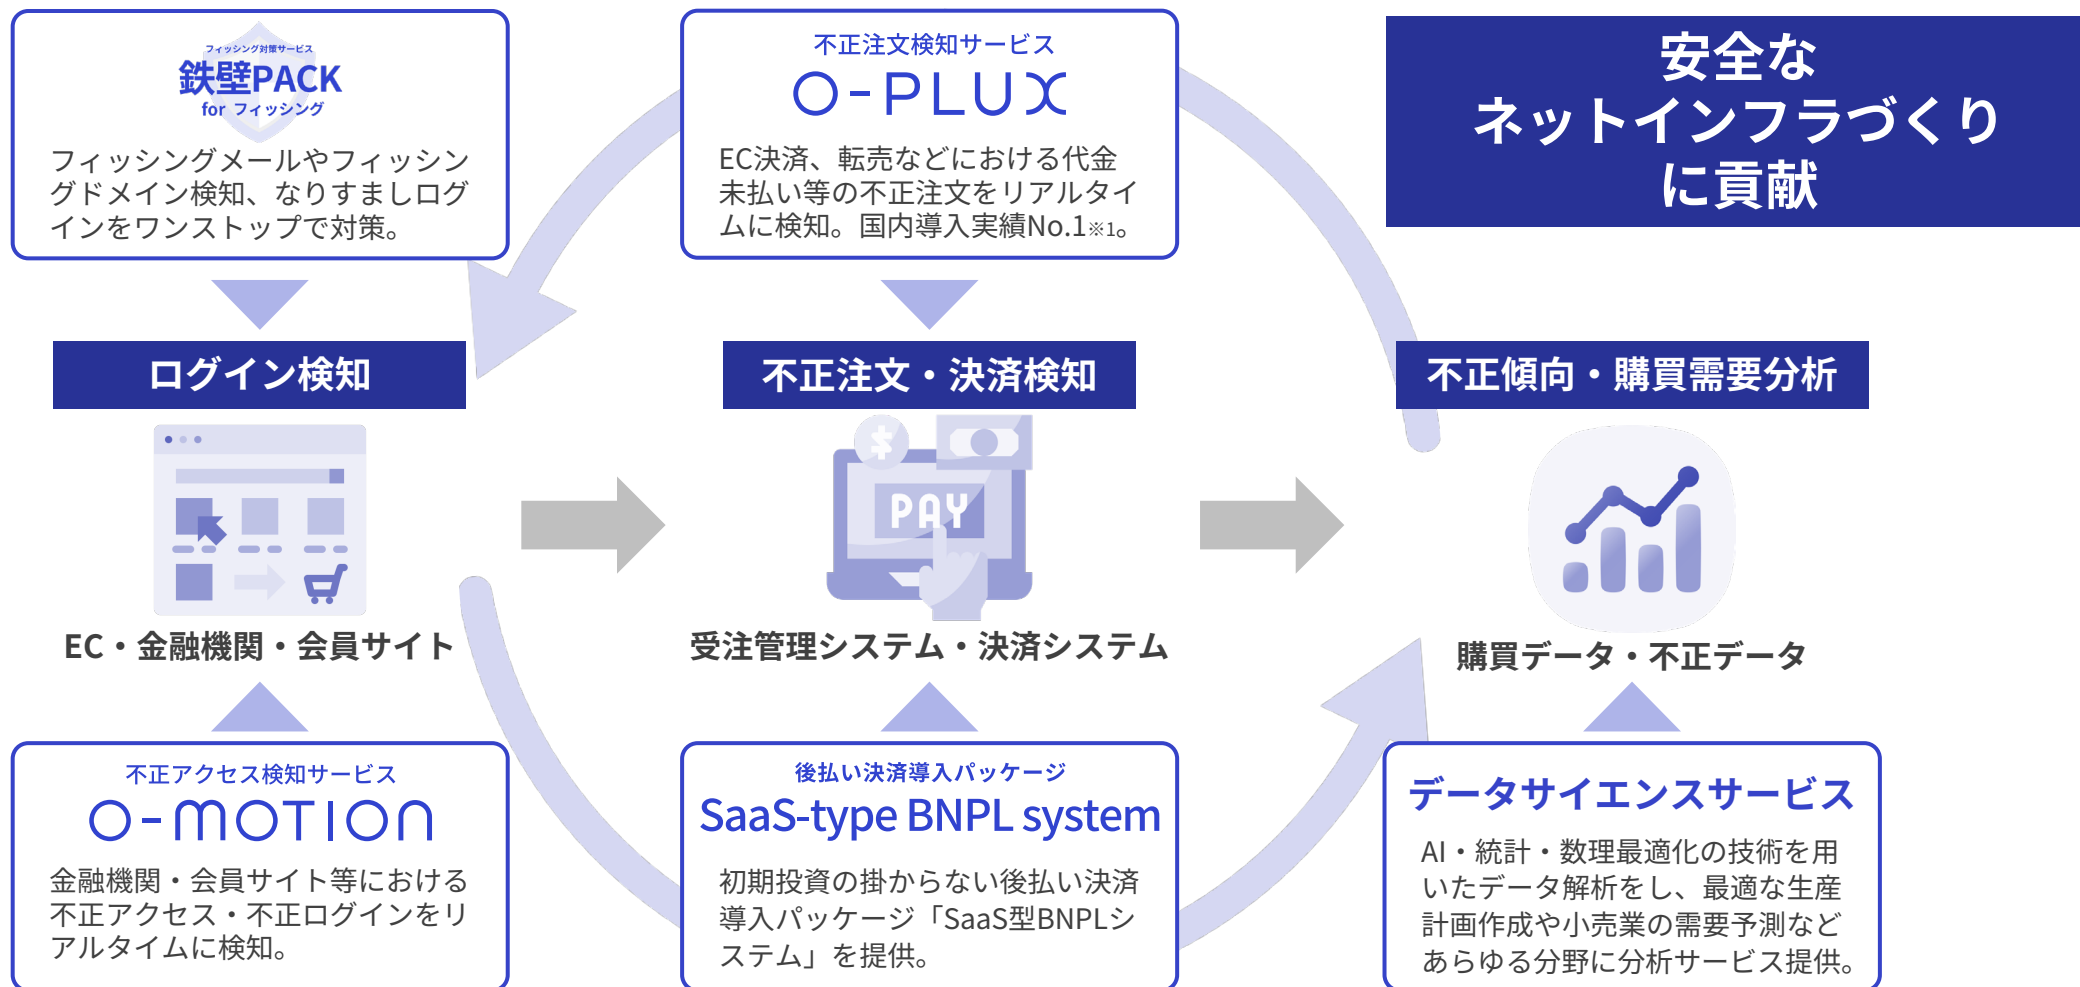 フィッシング対策サービス
鉄壁PACK
for フィッシング
フィッシングメールやフィッシン
グドメイン検知、なりすましログ
インをワンストップで対策。
不正注文検知サービス
O-PLUX
EC決済、転売などにおける代金
未払い等の不正注文をリアルタイ
ムに検知。国内導入実績No.1※1。
安全な
ネットインフラづくり
に貢献
ログイン検知
不正注文・決済検知
不正傾向・購買需要分析
PAY
EC・金融機関・会員サイト
受注管理システム・決済システム
購買データ・不正データ
不正アクセス検知サービス
O-MOTION
金融機関・会員サイト等における
不正アクセス・不正ログインをリ
アルタイムに検知。
後払い決済導入パッケージ
SaaS-type BNPL system
初期投資の掛からない後払い決済
導入パッケージ「SaaS型BNPLシ
ステム」を提供。
データサイエンスサービス
AI・統計・数理最適化の技術を用
いたデータ解析をし、最適な生産
計画作成や小売業の需要予測など
あらゆる分野に分析サービス提供。